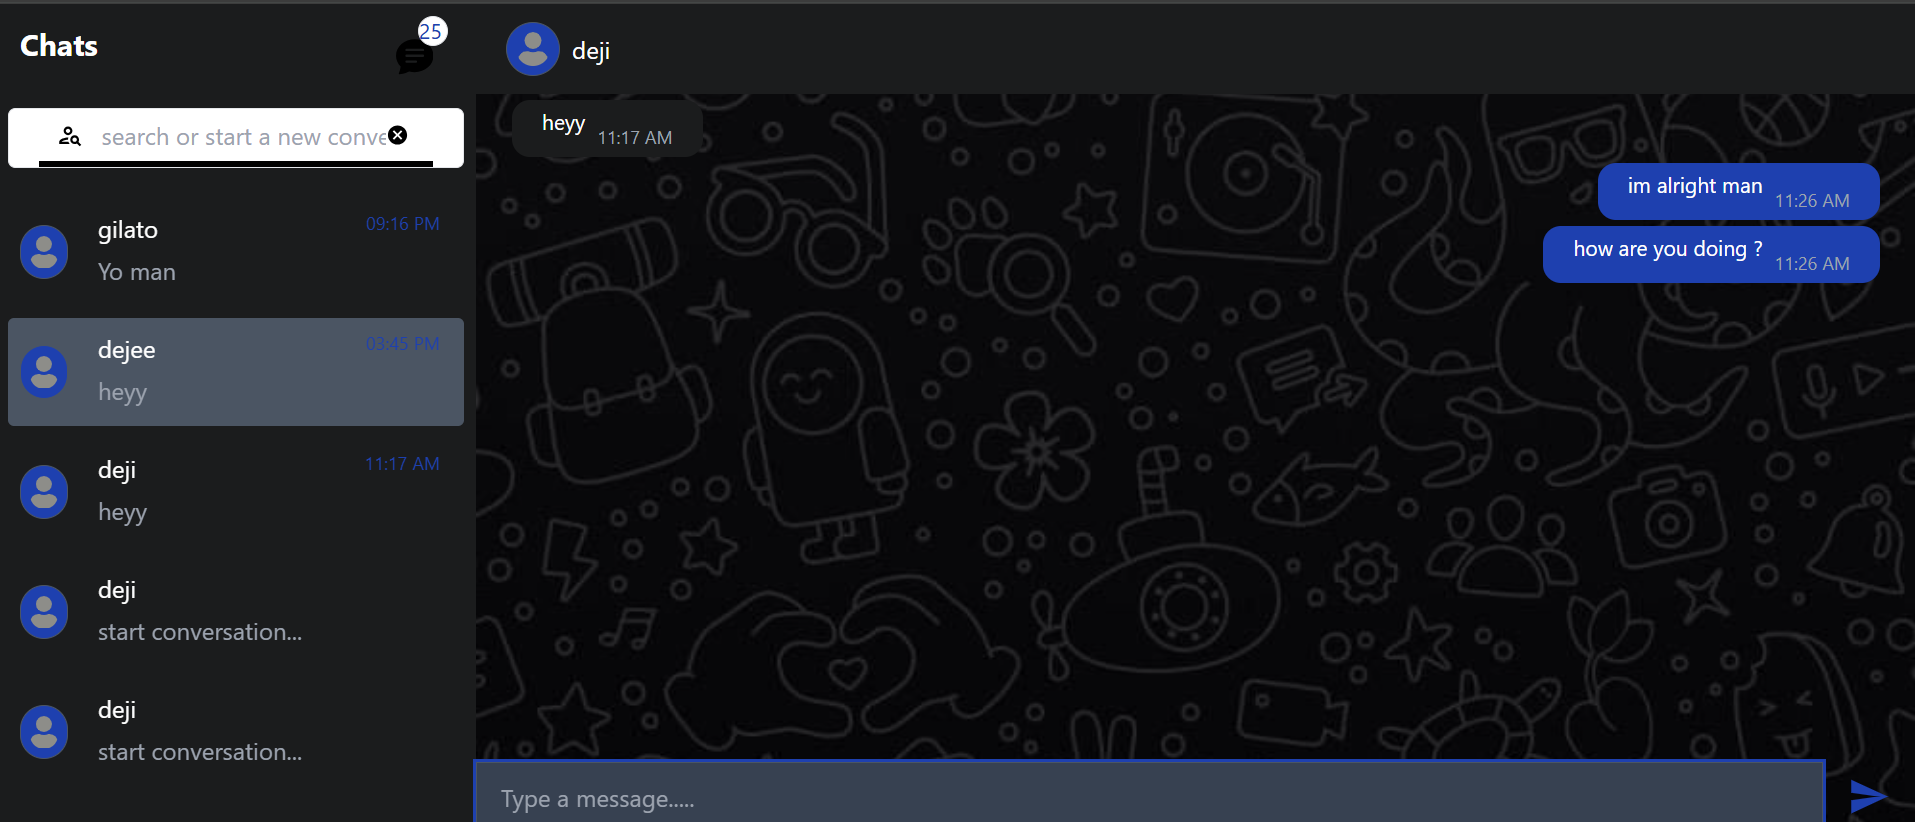 Chats
25
search or start a new conve
gilato
09:16 PM
Yo man
dejee
03:45 PM
heyy
deji
11:17 AM
heyy
deji
start conversation...
deji
start conversation...
deji
heyy
11:17 AM
im alright man
11:26 AM
how are you doing ?
11:26 AM
Type a message.....